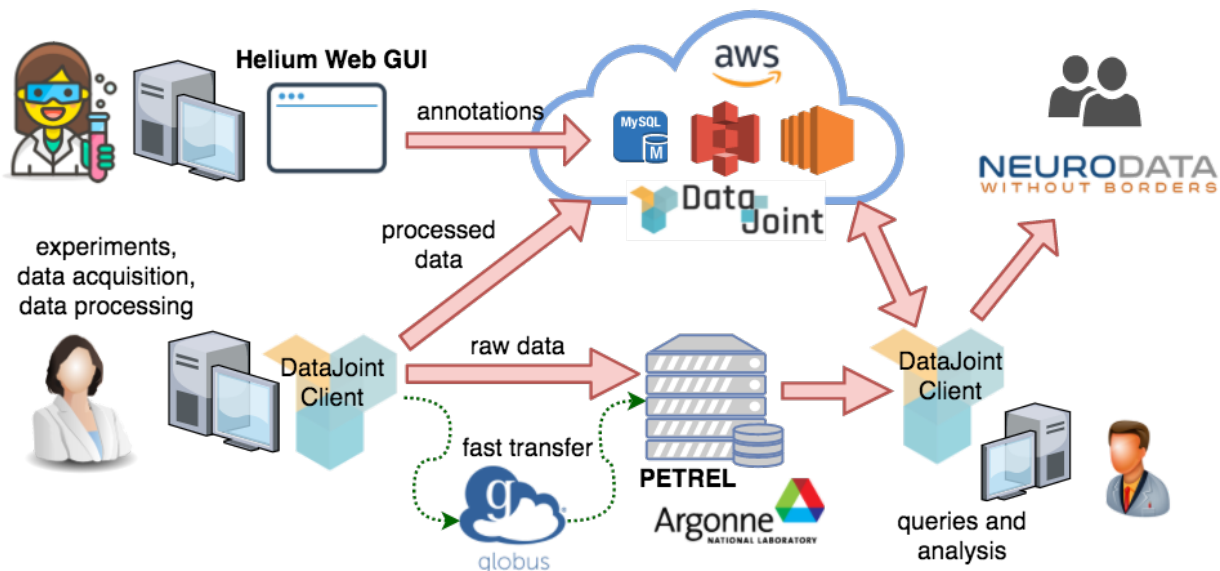 Helium Web GUI
annotations
aws
MySQL
M
DataJoint
NEURODATA
WITHOUT BORDERS
experiments,
data acquisition,
data processing
processed
data
DataJoint
Client
raw data
fast transfer
g
globus
PETREL
Argonne
NATIONAL LABORATORY
DataJoint
Client
queries and
analysis